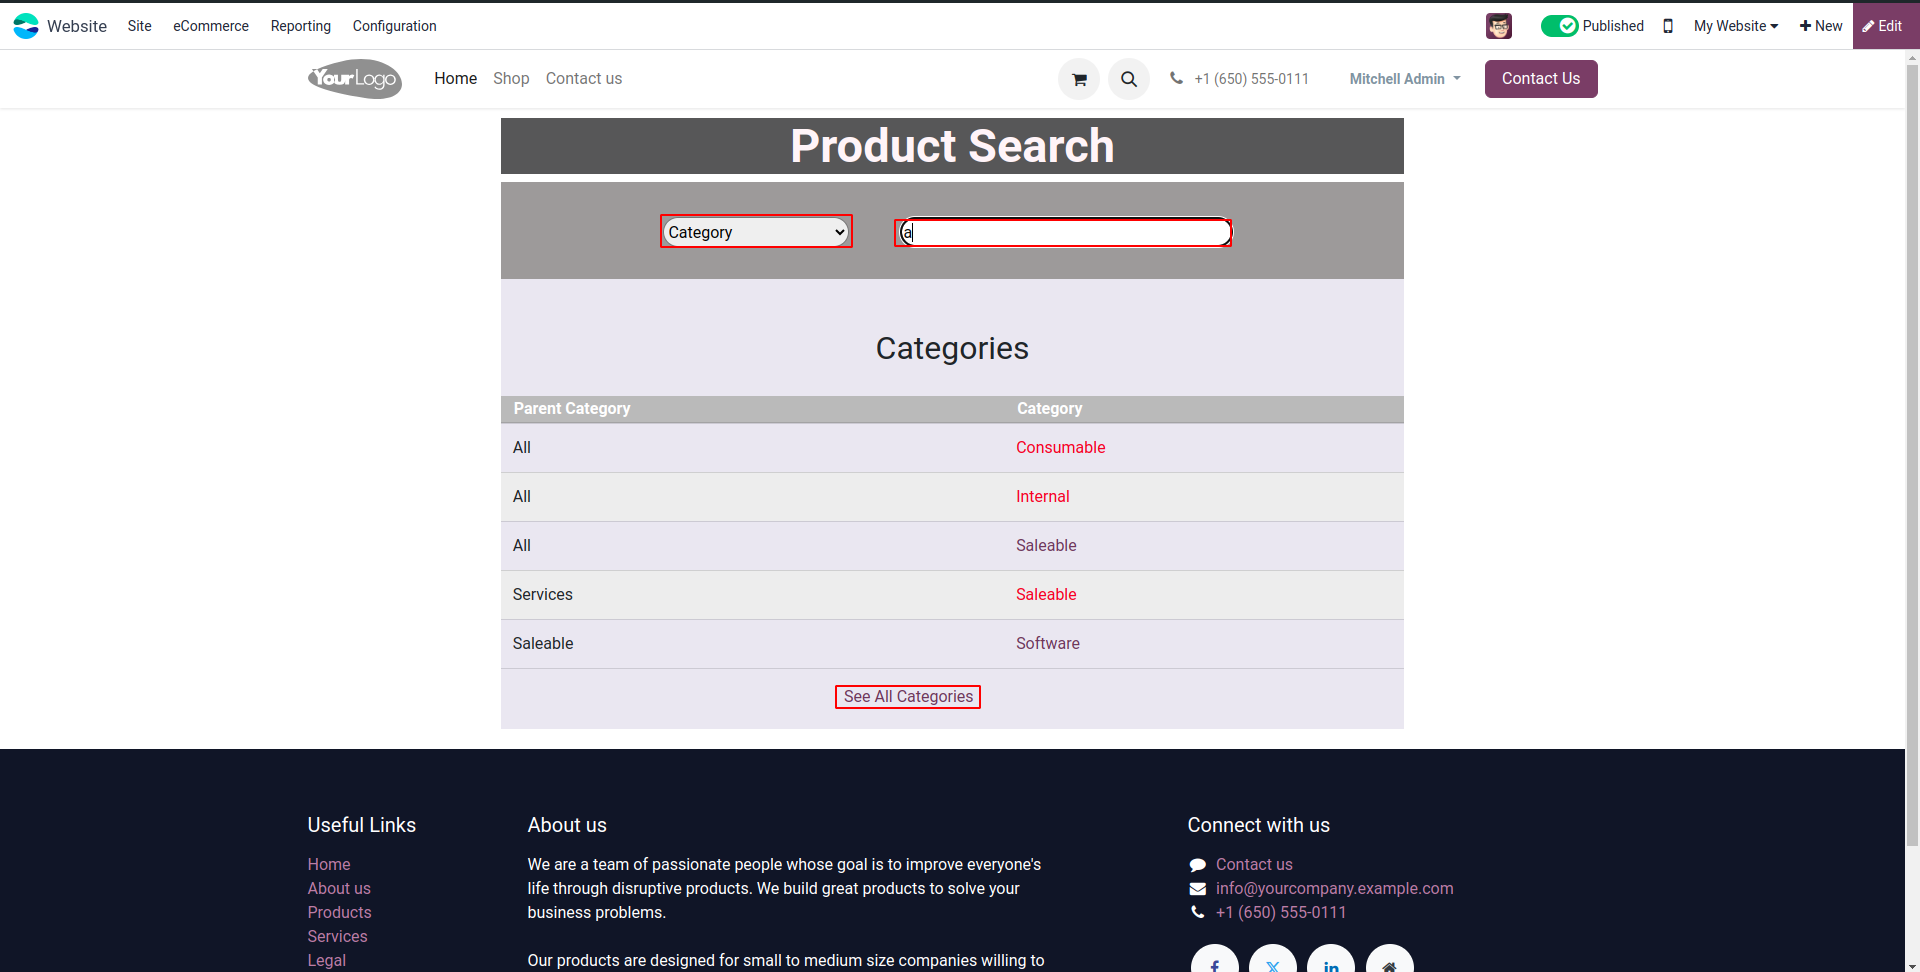 Website Site eCommerce Reporting Configuration Published My Website New Edit
YourLogo Home Shop Contact us +1 (650) 555-0111 Mitchell Admin Contact Us
Product Search
Category a
Categories
Parent Category Category
All Consumable
All Internal
All Saleable
Services Saleable
Saleable Software
See All Categories
Useful Links
Home
About us
Products
Services
Legal
About us
We are a team of passionate people whose goal is to improve everyone's
life through disruptive products. We build great products to solve your
business problems.
Our products are designed for small to medium size companies willing to
Connect with us
Contact us
info@yourcompany.example.com
+1 (650) 555-0111